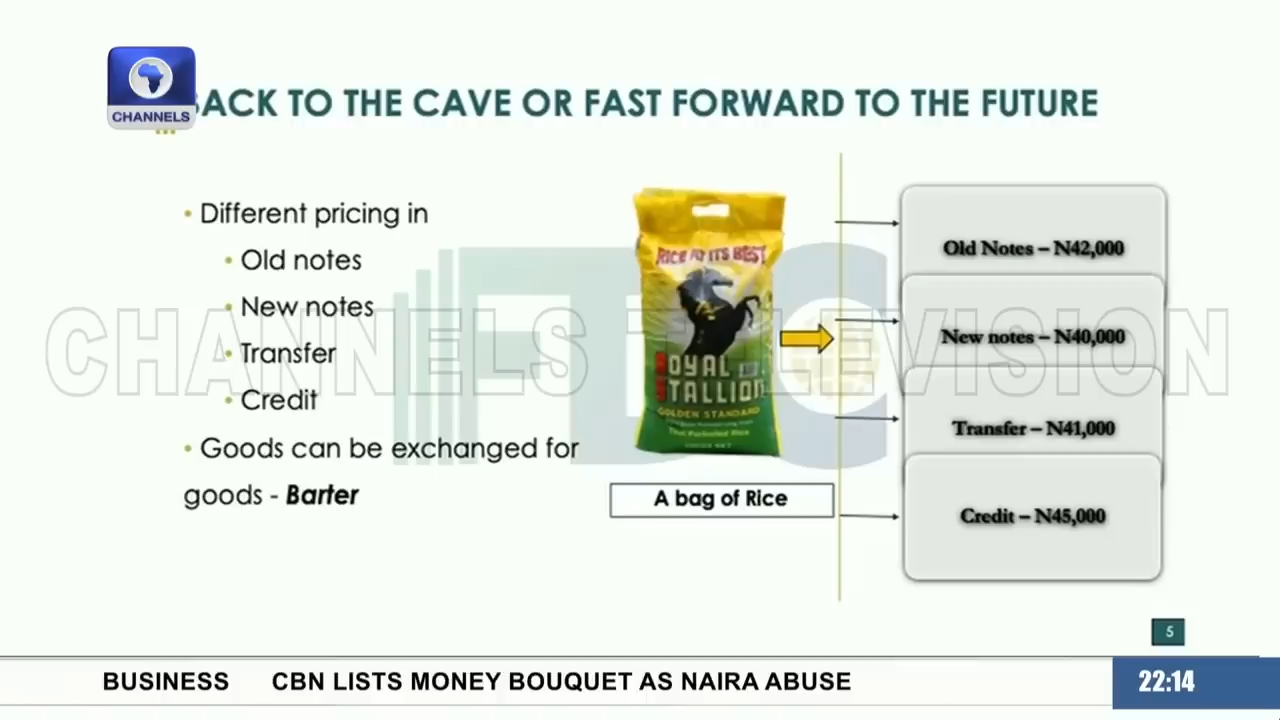 CHANNELS
BACK TO THE CAVE OR FAST FORWARD TO THE FUTURE
• Different pricing in
• Old notes
• New notes
• Transfer
• Credit
• Goods can be exchanged for
goods - Barter
RICE AT ITS BEST
ROYAL
STALLION
GOLDEN STANDARD
Thai Parboiled Rice
A bag of Rice
Old Notes – N42,000
New notes – N40,000
Transfer – N41,000
Credit – N45,000
CHANNELS TELEVISION
5
BUSINESS CBN LISTS MONEY BOUQUET AS NAIRA ABUSE
22:14